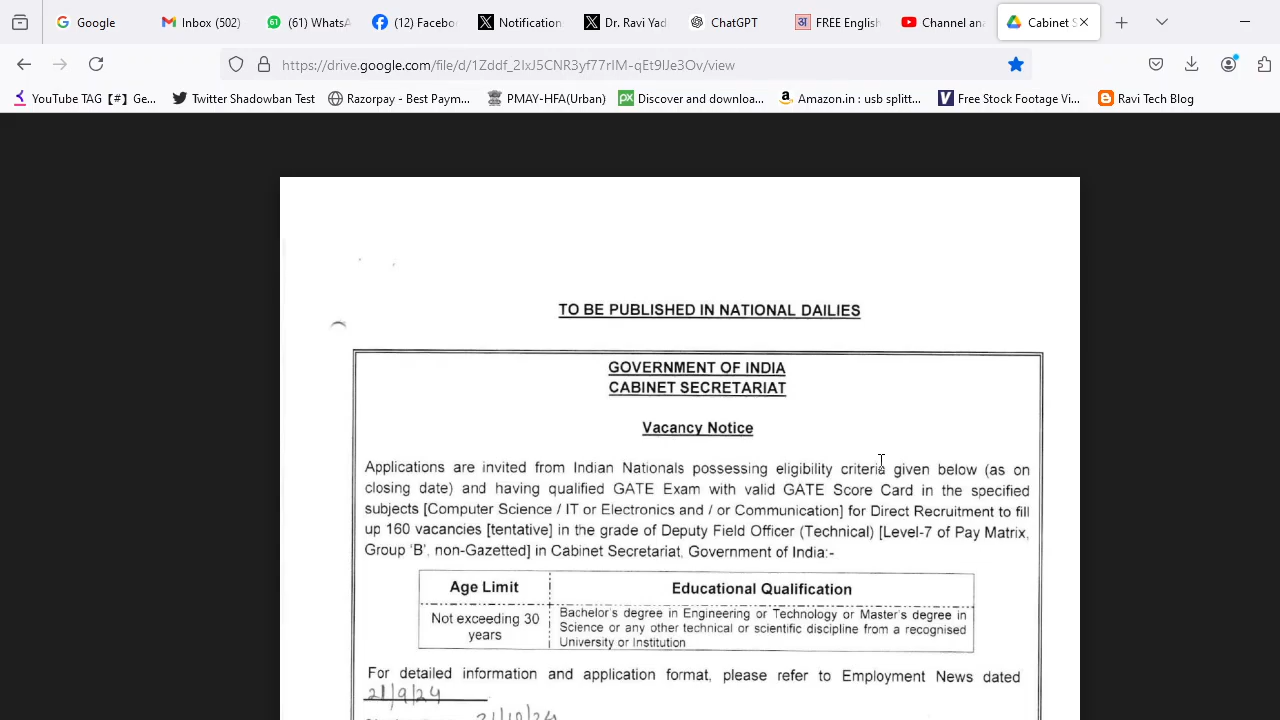 Google
Inbox (502)
(61) WhatsA
(12) Facebo
Notification
Dr. Ravi Yad
ChatGPT
अ
FREE English
Channel an
Cabinet S
https://drive.google.com/file/d/1Zddf_2IxJ5CNR3yf77rIM-qEt9lJe3Ov/view
YouTube TAG【#】Ge...
Twitter Shadowban Test
Razorpay - Best Paym...
PMAY-HFA(Urban)
px
Discover and downloa...
Amazon.in : usb splitt...
Free Stock Footage Vi...
Ravi Tech Blog
TO BE PUBLISHED IN NATIONAL DAILIES
GOVERNMENT OF INDIA
CABINET SECRETARIAT
Vacancy Notice
Applications are invited from Indian Nationals possessing eligibility criteria given below (as on
closing date) and having qualified GATE Exam with valid GATE Score Card in the specified
subjects [Computer Science / IT or Electronics and / or Communication] for Direct Recruitment to fill
up 160 vacancies [tentative] in the grade of Deputy Field Officer (Technical) [Level-7 of Pay Matrix,
Group 'B', non-Gazetted] in Cabinet Secretariat, Government of India:-
Age Limit
Educational Qualification
Not exceeding 30
years
Bachelor's degree in Engineering or Technology or Master's degree in
Science or any other technical or scientific discipline from a recognised
University or Institution
For detailed information and application format, please refer to Employment News dated
21/9/24
21/10/24